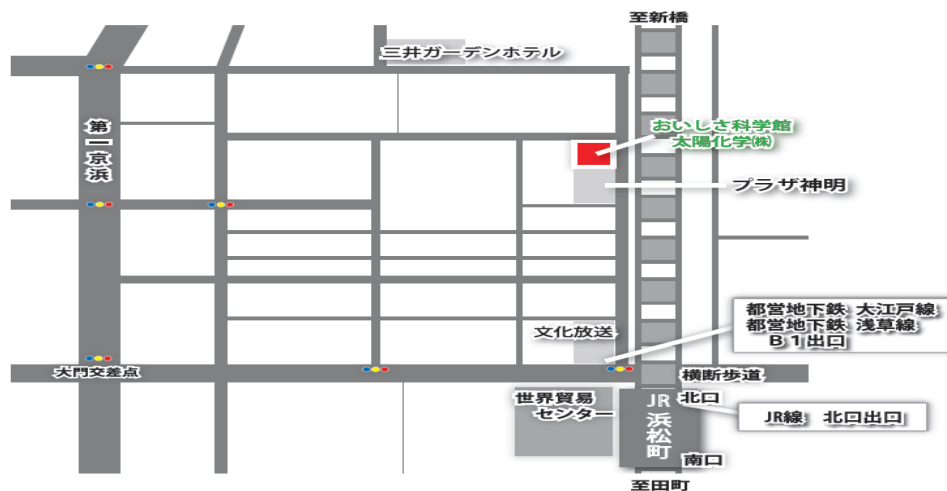 至新橋
三井ガーデンホテル
第一京浜
おいしさ科学館
太陽化学㈱
プラザ神明
都営地下鉄 大江戸線
都営地下鉄 浅草線
B1出口
文化放送
大門交差点
横断歩道
世界貿易
センター
JR
浜松町
北口
JR線 北口出口
南口
至田町